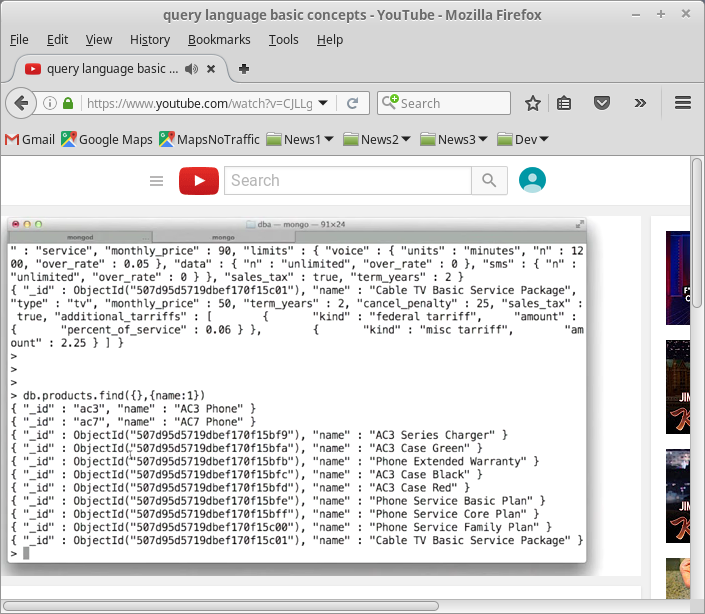 query language basic concepts - YouTube - Mozilla Firefox
File Edit View History Bookmarks Tools Help
query language basic ...
https://www.youtube.com/watch?v=CJLLg
Search
Gmail Google Maps MapsNoTraffic News1 News2 News3 Dev
Search
dba — mongo — 91×24
mongod mongo
" : "service", "monthly_price" : 90, "limits" : { "voice" : { "units" : "minutes", "n" : 12
00, "over_rate" : 0.05 }, "data" : { "n" : "unlimited", "over_rate" : 0 }, "sms" : { "n" :
"unlimited", "over_rate" : 0 } }, "sales_tax" : true, "term_years" : 2 }
{ "_id" : ObjectId("507d95d5719dbef170f15c01"), "name" : "Cable TV Basic Service Package",
"type" : "tv", "monthly_price" : 50, "term_years" : 2, "cancel_penalty" : 25, "sales_tax" :
true, "additional_tarriffs" : [ { "kind" : "federal tarriff", "amount" :
{ "percent_of_service" : 0.06 } }, { "kind" : "misc tarriff", "am
ount" : 2.25 } ] }
>
>
>
> db.products.find({},{name:1})
{ "_id" : "ac3", "name" : "AC3 Phone" }
{ "_id" : "ac7", "name" : "AC7 Phone" }
{ "_id" : ObjectId("507d95d5719dbef170f15bf9"), "name" : "AC3 Series Charger" }
{ "_id" : ObjectId("507d95d5719dbef170f15bfa"), "name" : "AC3 Case Green" }
{ "_id" : ObjectId("507d95d5719dbef170f15bfb"), "name" : "Phone Extended Warranty" }
{ "_id" : ObjectId("507d95d5719dbef170f15bfc"), "name" : "AC3 Case Black" }
{ "_id" : ObjectId("507d95d5719dbef170f15bfd"), "name" : "AC3 Case Red" }
{ "_id" : ObjectId("507d95d5719dbef170f15bfe"), "name" : "Phone Service Basic Plan" }
{ "_id" : ObjectId("507d95d5719dbef170f15bff"), "name" : "Phone Service Core Plan" }
{ "_id" : ObjectId("507d95d5719dbef170f15c00"), "name" : "Phone Service Family Plan" }
{ "_id" : ObjectId("507d95d5719dbef170f15c01"), "name" : "Cable TV Basic Service Package" }
>